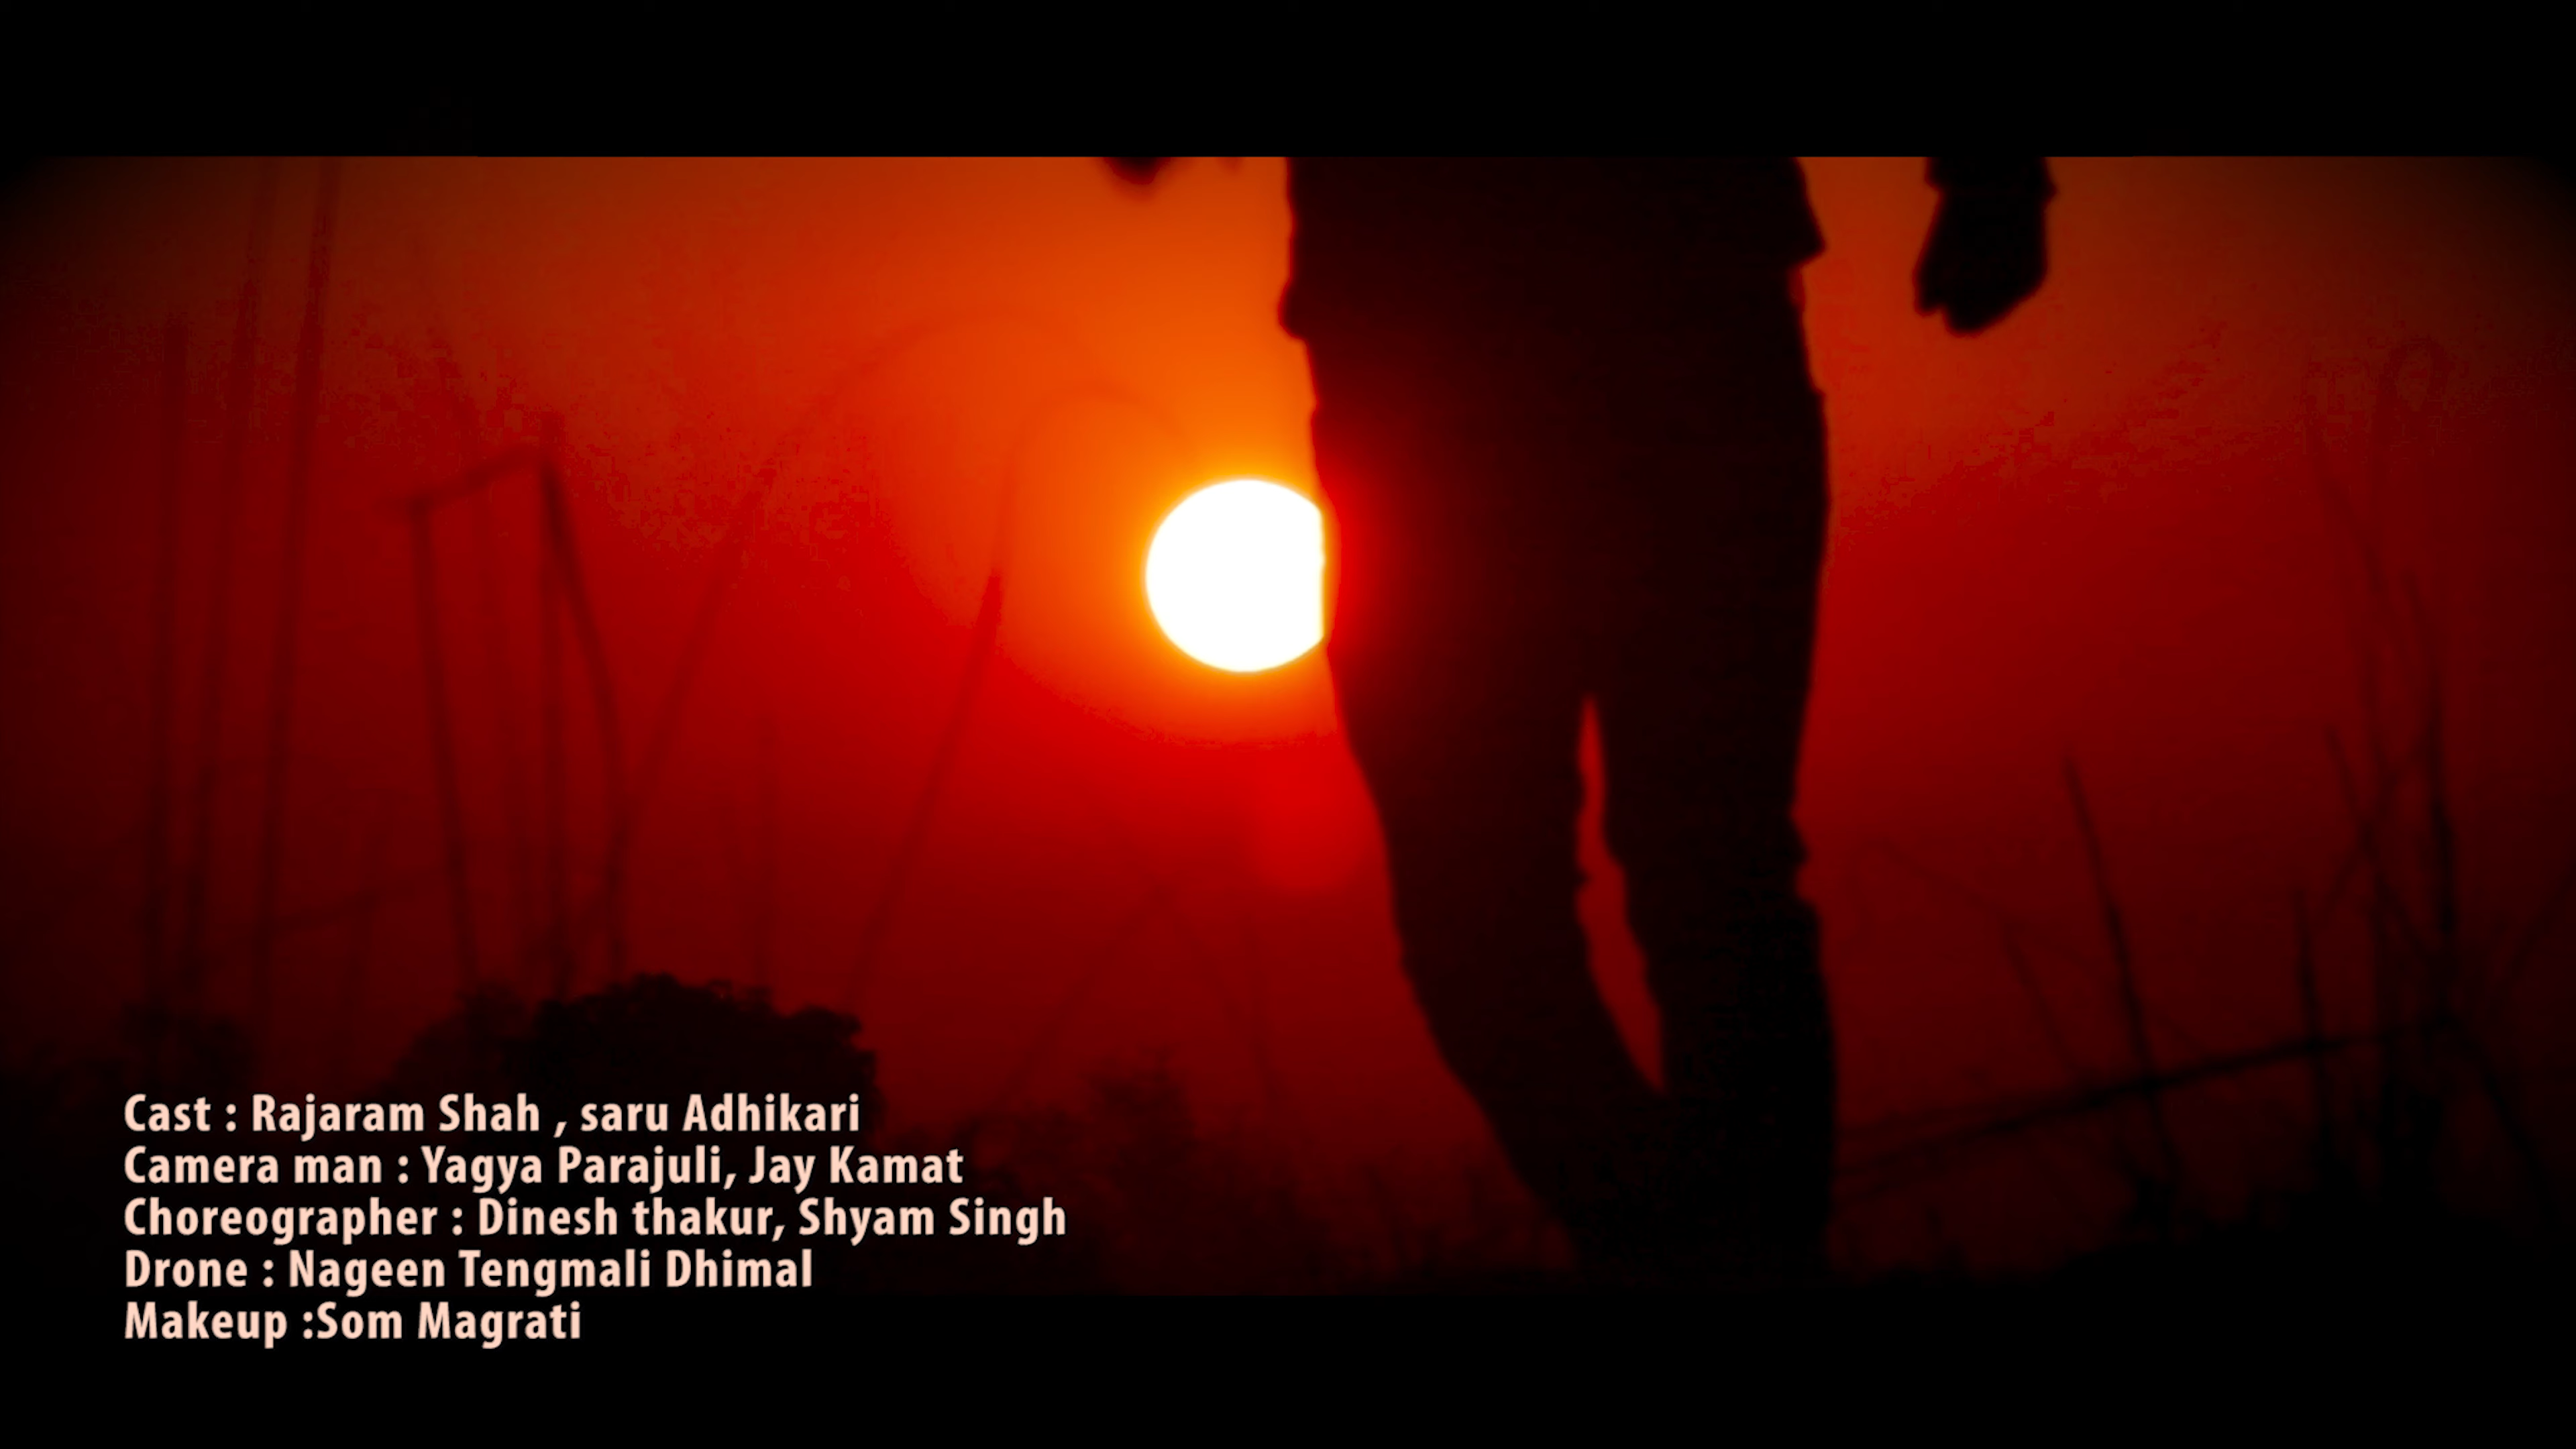 Cast : Rajaram Shah , saru Adhikari
Camera man : Yagya Parajuli, Jay Kamat
Choreographer : Dinesh thakur, Shyam Singh
Drone : Nageen Tengmali Dhimal
Makeup :Som Magrati